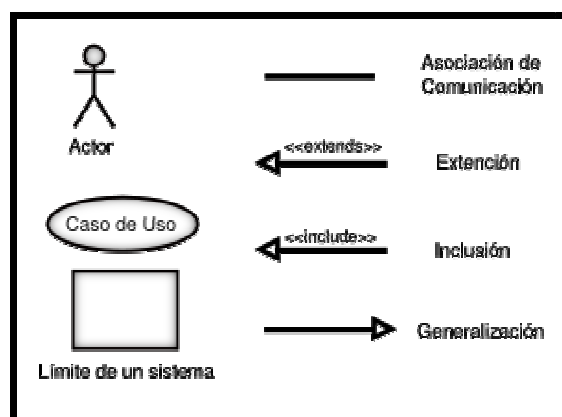 Asociación de
Comunicación
Actor
<<extends>>
Extención
Caso de Uso
<<include>>
Inclusión
Generalización
Límite de un sistema